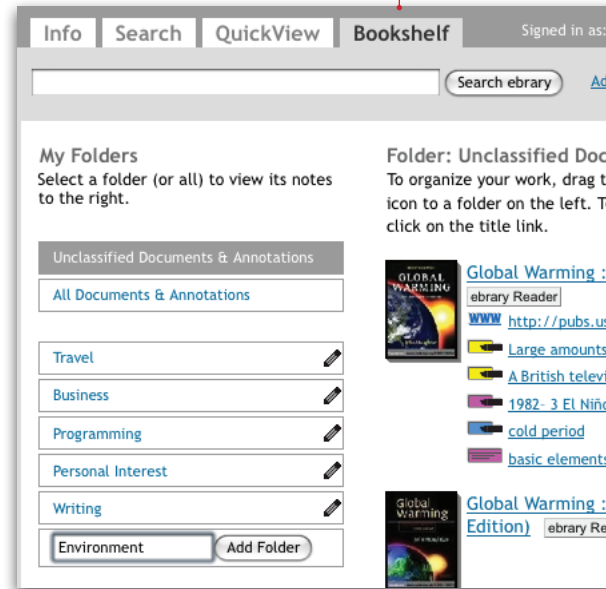 Info Search QuickView Bookshelf Signed in as:
Search ebrary
My Folders
Select a folder (or all) to view its notes
to the right.
Unclassified Documents & Annotations
All Documents & Annotations
Travel
Business
Programming
Personal Interest
Writing
Environment Add Folder
Folder: Unclassified Doc
To organize your work, drag t
icon to a folder on the left. T
click on the title link.
GLOBAL
WARMING
Global Warming :
ebrary Reader
WWW http://pubs.us
Large amounts
A British televi
1982- 3 El Niño
cold period
basic elements
Global
Warming
Global Warming :
Edition) ebrary Re